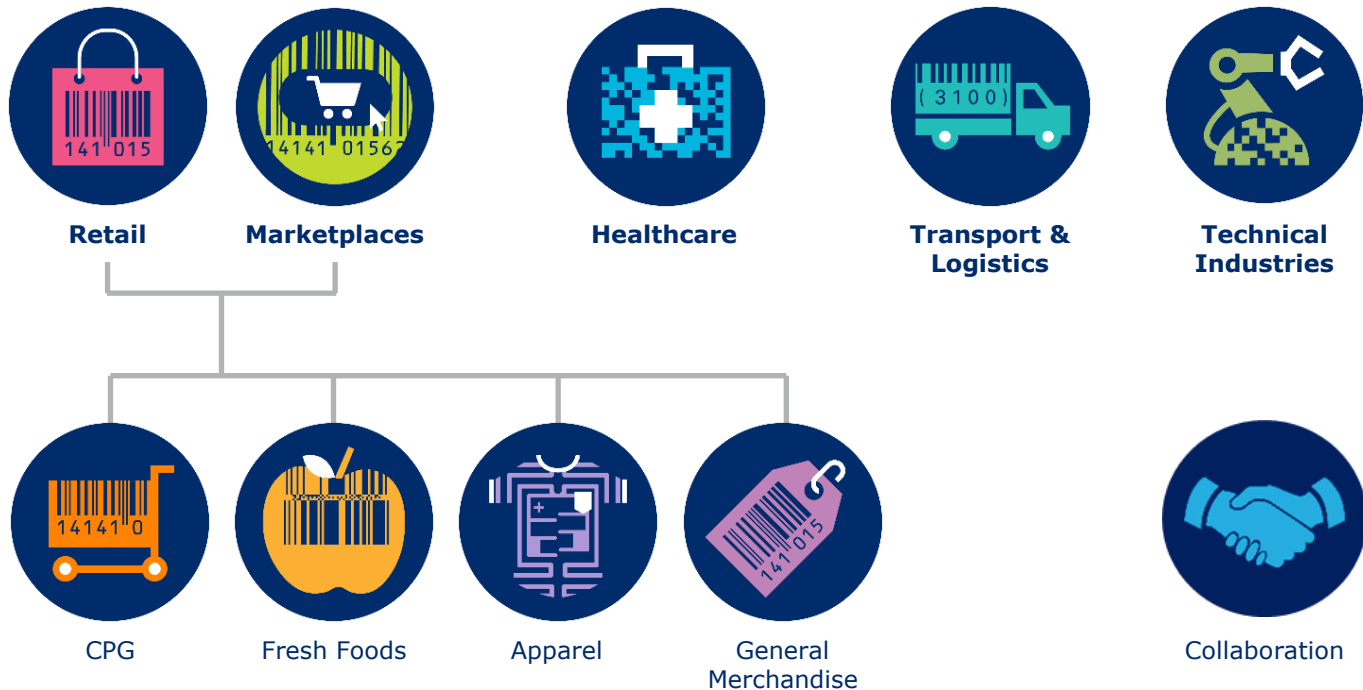 141 015
14141 01562
(3100)
Retail
Marketplaces
Healthcare
Transport &
Logistics
Technical
Industries
14141 0
141 015
CPG
Fresh Foods
Apparel
General
Merchandise
Collaboration